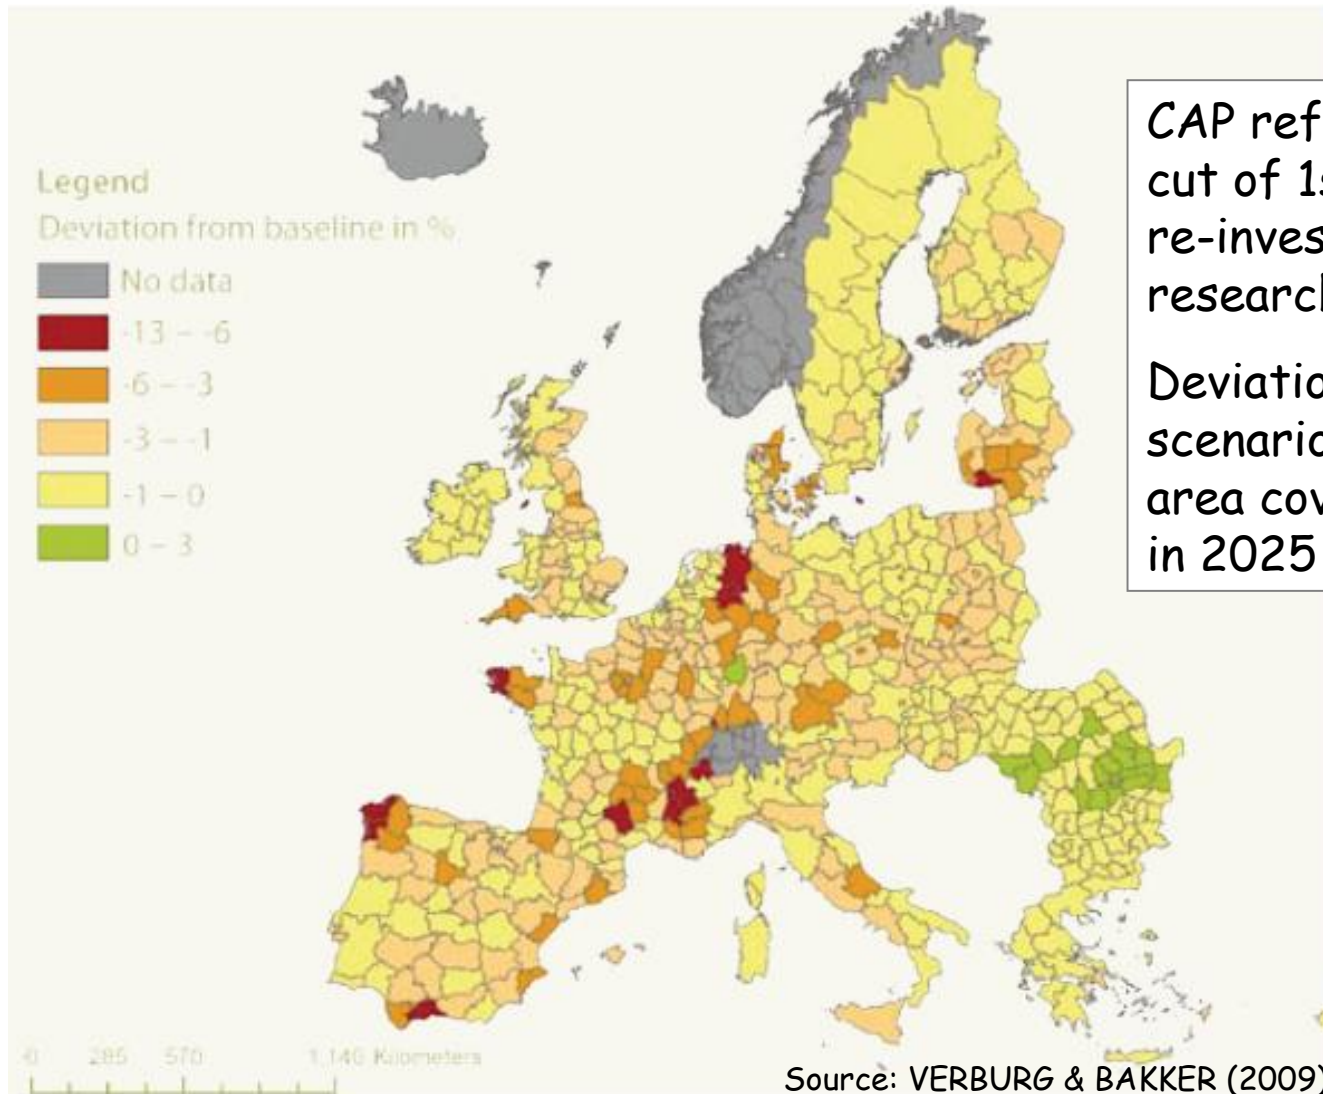 Legend
Deviation from baseline in %
No data
-13 – -6
-6 – -3
-3 – -1
-1 – 0
0 – 3
CAP ref
cut of 1s
re-inves
research
Deviatio
scenario
area cov
in 2025
0 285 570 1.140 Kilometers
Source: VERBURG & BAKKER (2009)